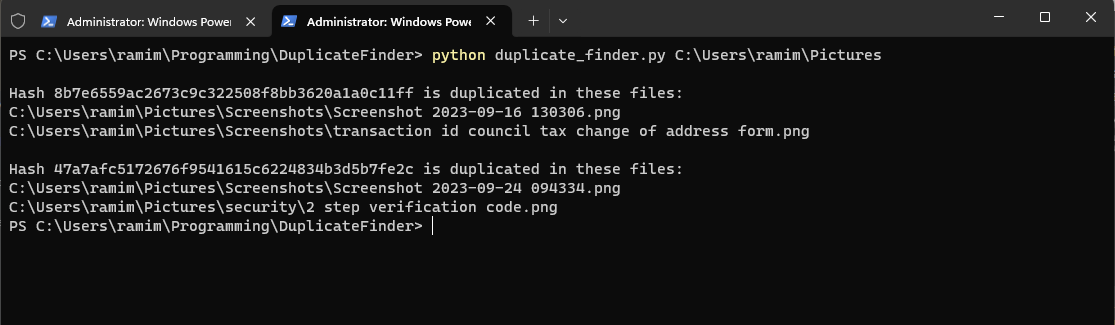 Administrator: Windows Power
Administrator: Windows Powe
PS C:\Users\ramim\Programming\DuplicateFinder> python duplicate_finder.py C:\Users\ramim\Pictures
Hash 8b7e6559ac2673c9c322508f8bb3620a1a0c11ff is duplicated in these files:
C:\Users\ramim\Pictures\Screenshots\Screenshot 2023-09-16 130306.png
C:\Users\ramim\Pictures\Screenshots\transaction id council tax change of address form.png
Hash 47a7afc5172676f9541615c6224834b3d5b7fe2c is duplicated in these files:
C:\Users\ramim\Pictures\Screenshots\Screenshot 2023-09-24 094334.png
C:\Users\ramim\Pictures\security\2 step verification code.png
PS C:\Users\ramim\Programming\DuplicateFinder>